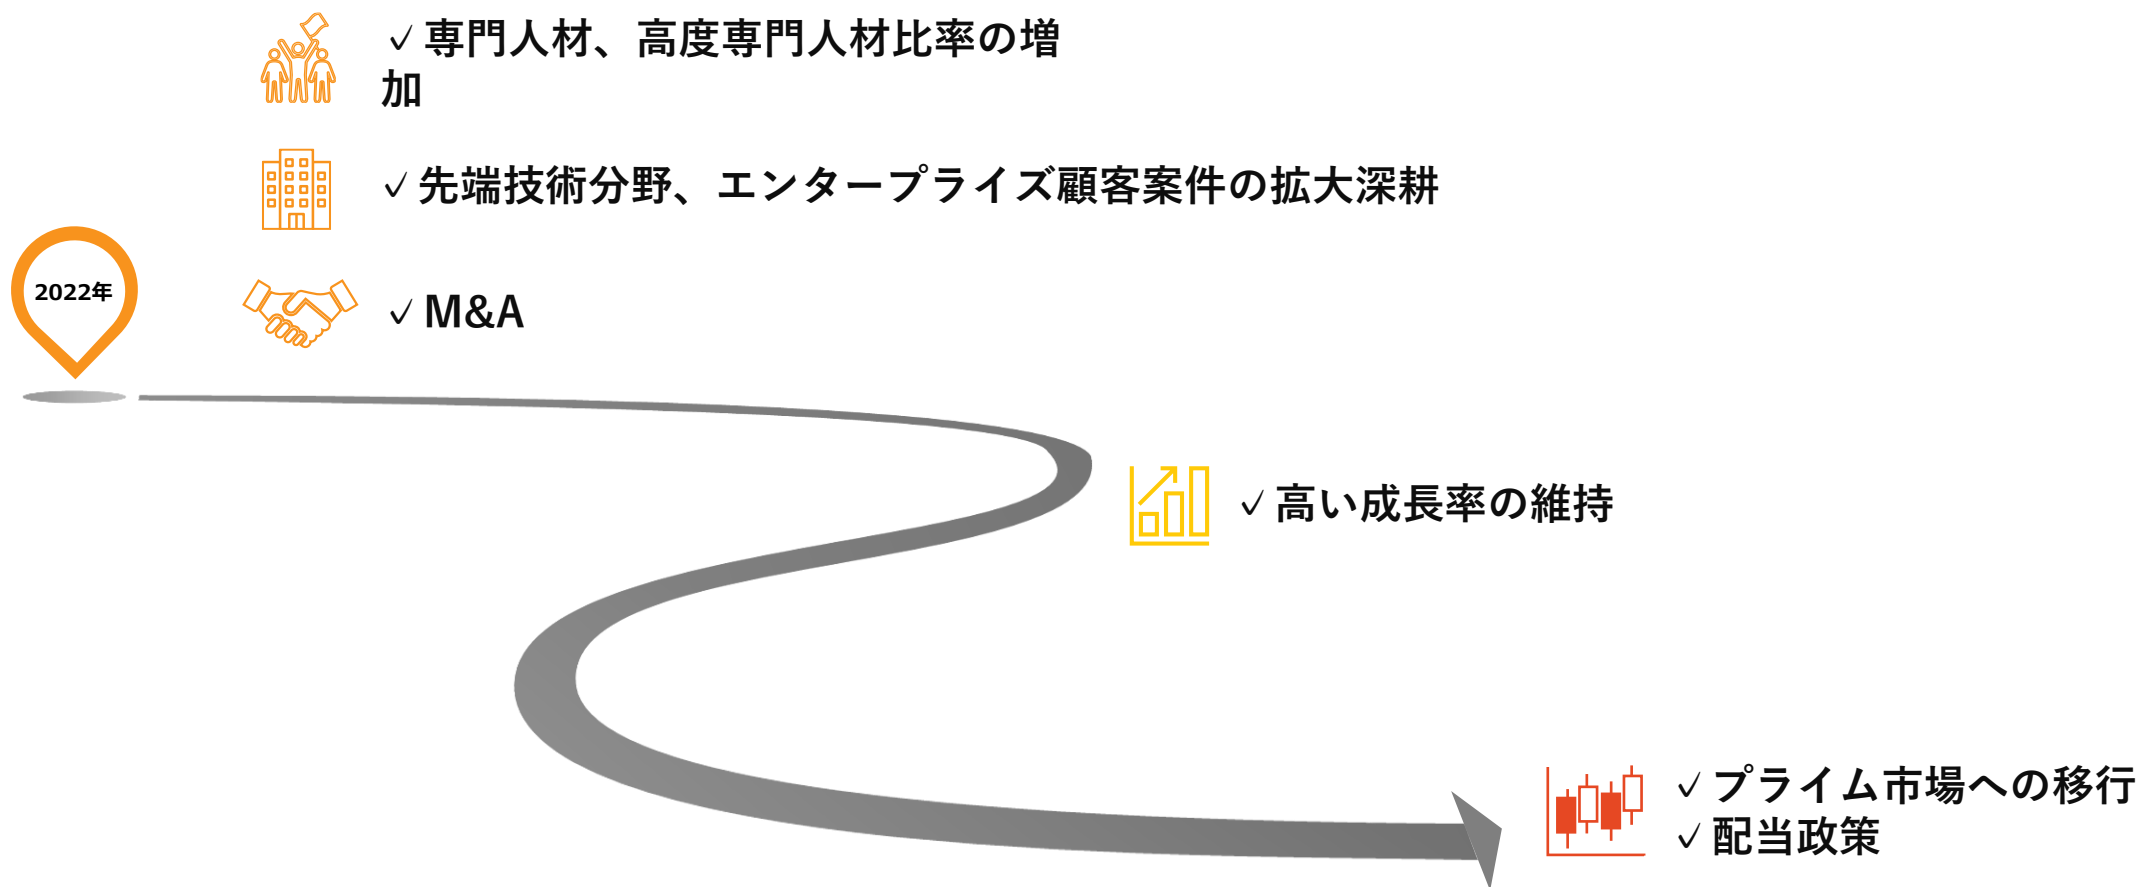 ✓専門人材、高度専門人材比率の増
加
✓先端技術分野、エンタープライズ顧客案件の拡大深耕
2022年
✓M&A
✓高い成長率の維持
✓プライム市場への移行
✓配当政策